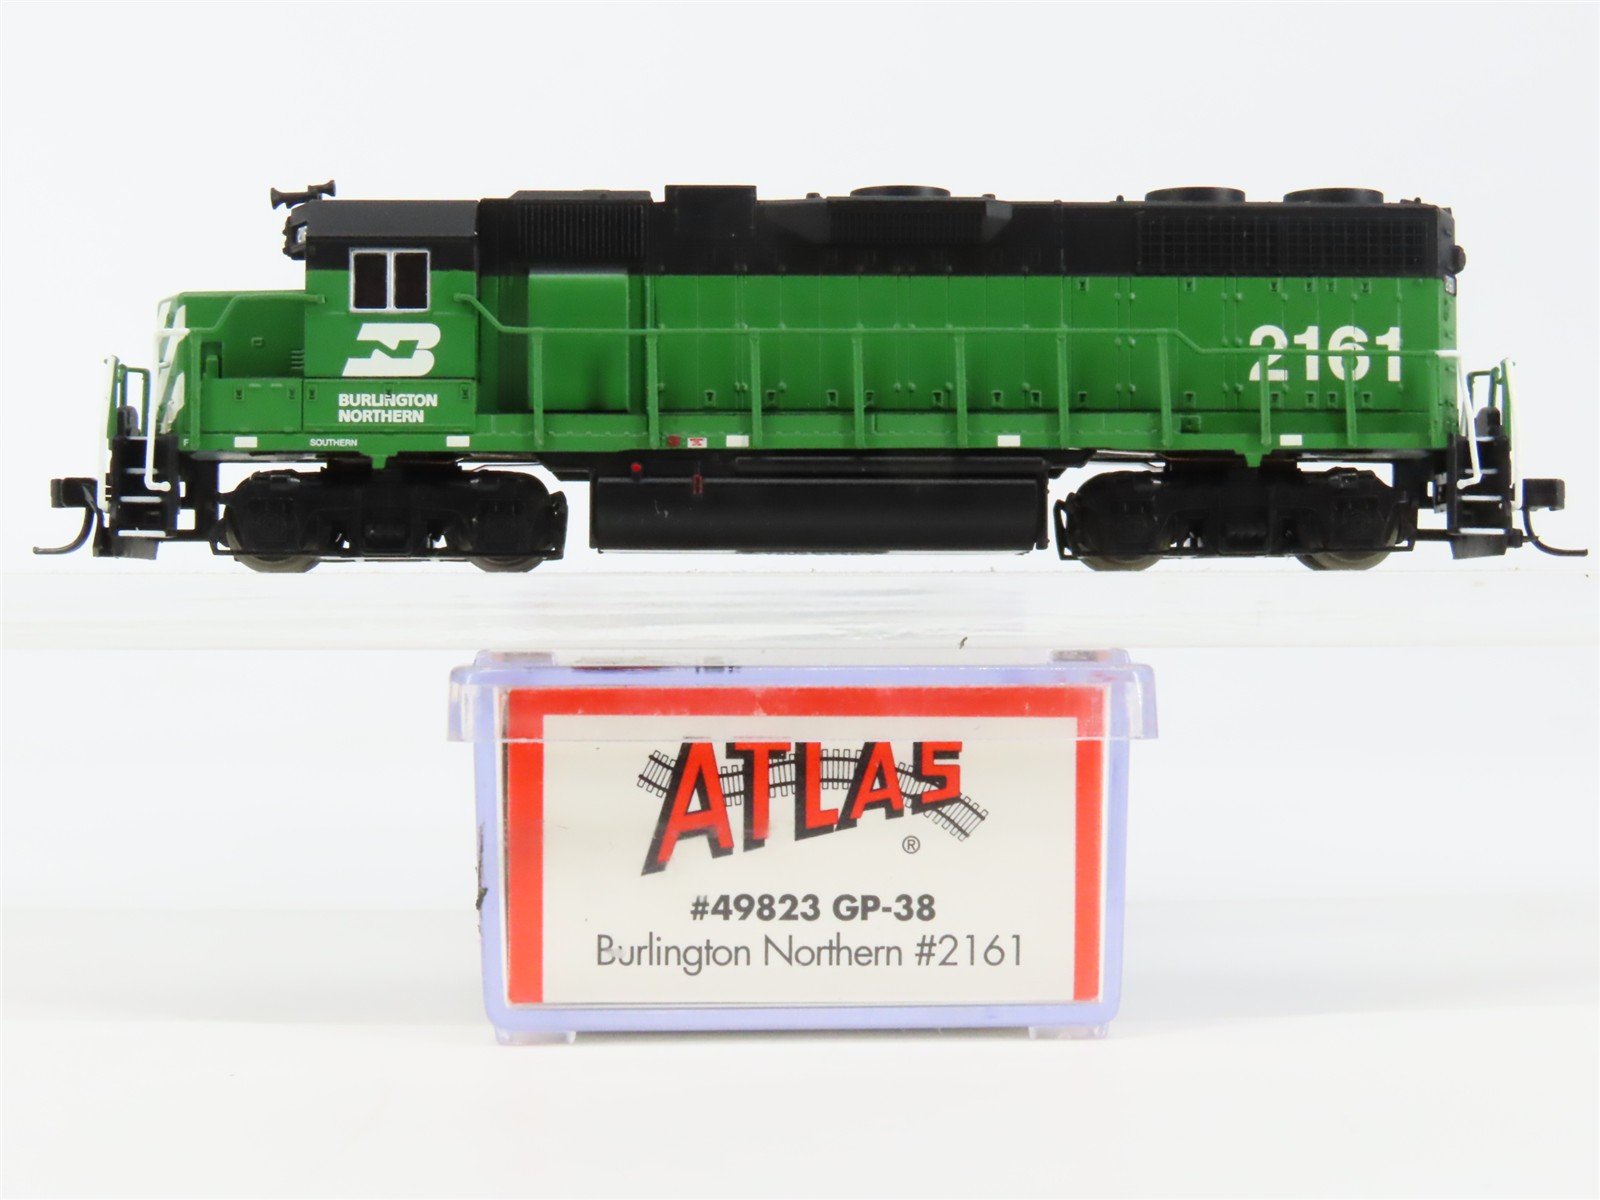 BURLINGTON
NORTHERN
F
SOUTHERN
2161
ATLAS
®
#49823 GP-38
Burlington Northern #2161